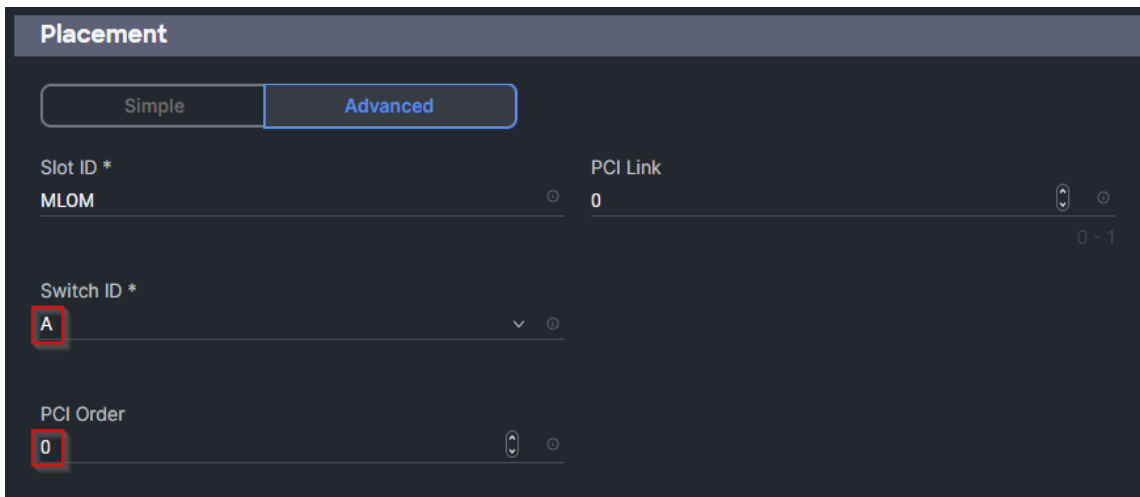 Placement
Simple Advanced
Slot ID * PCI Link
MLOM 0
0 - 1
Switch ID *
A
PCI Order
0